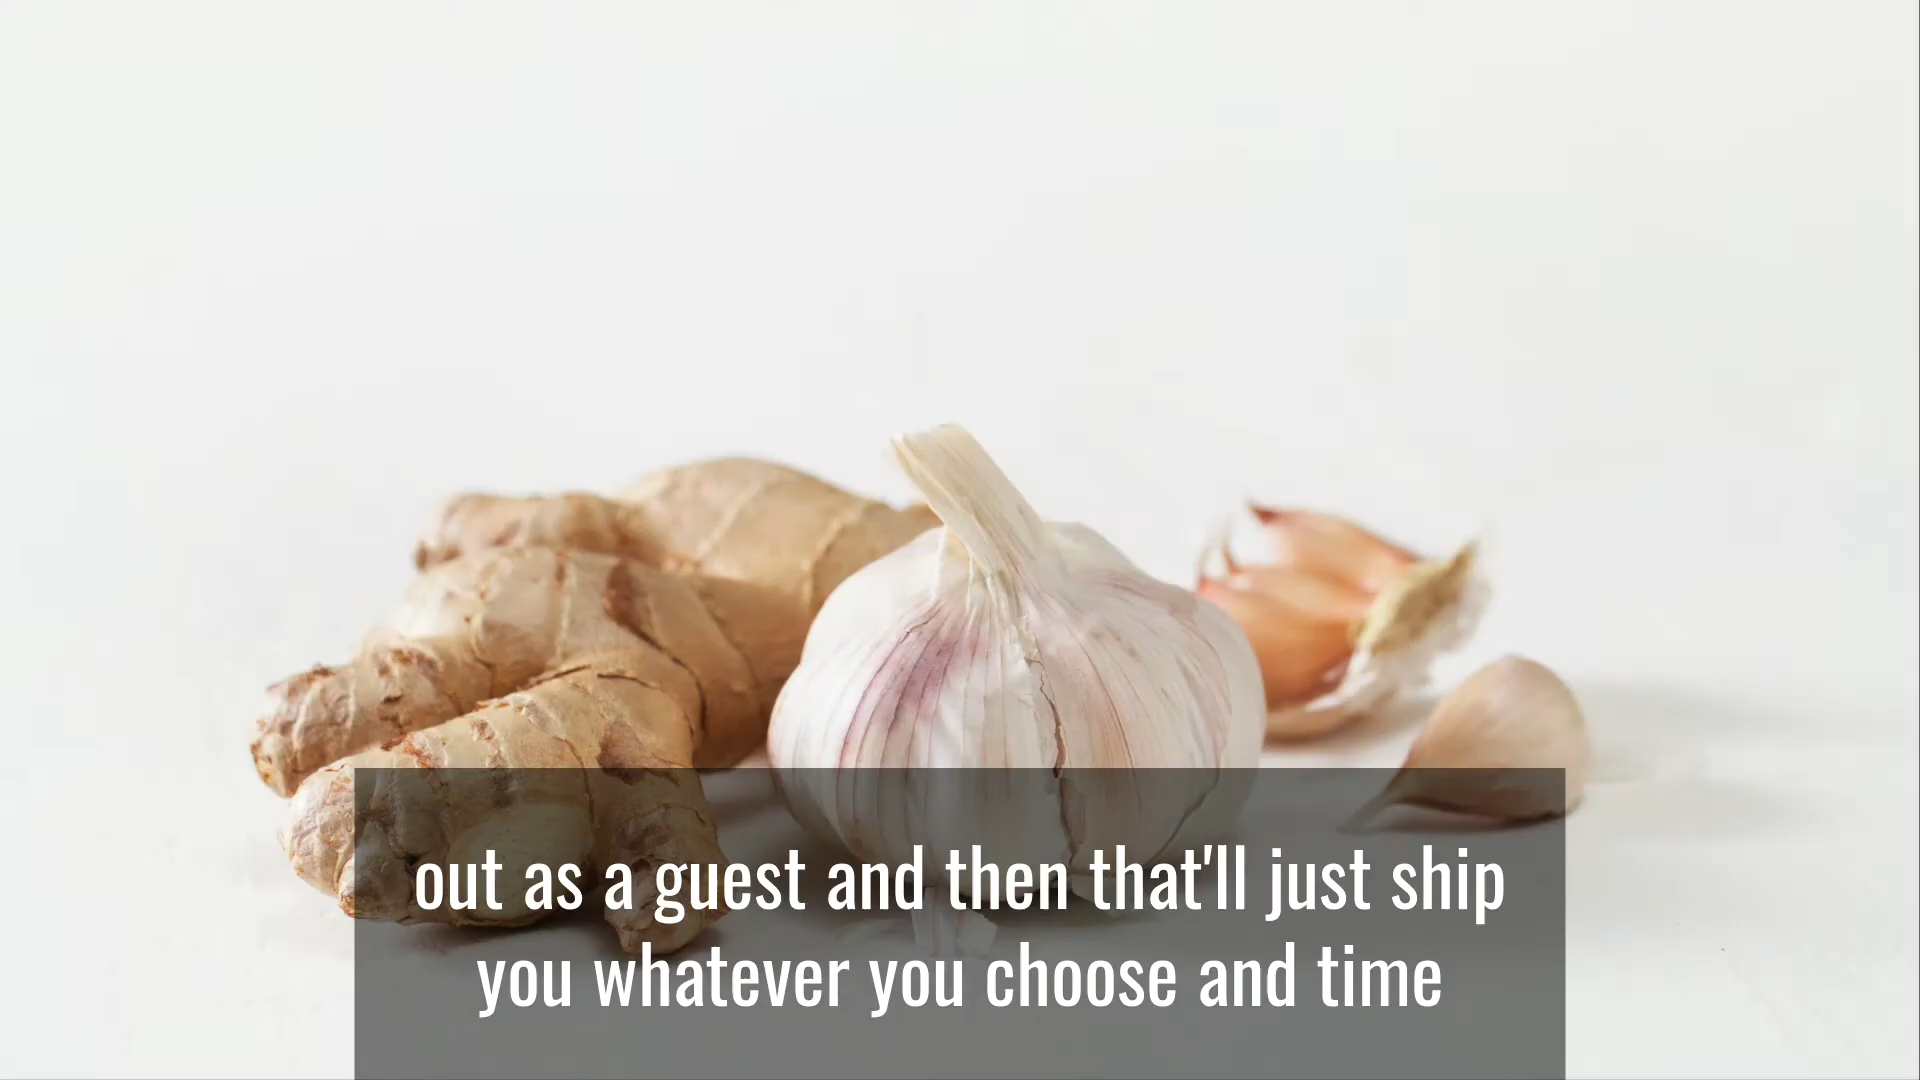 out as a guest and then that'll just ship
you whatever you choose and time